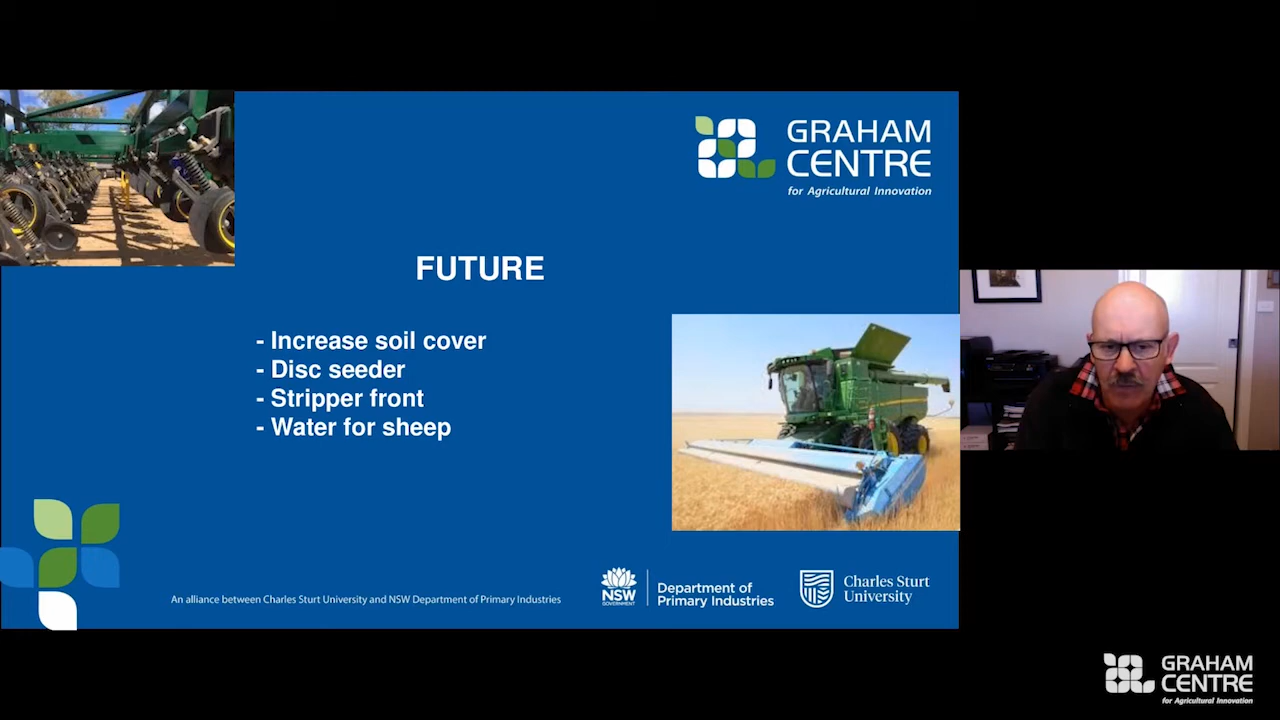 GRAHAM
CENTRE
for Agricultural Innovation
FUTURE
- Increase soil cover
- Disc seeder
- Stripper front
- Water for sheep
An alliance between Charles Sturt University and NSW Department of Primary Industries
NSW
GOVERNMENT
Department of
Primary Industries
Charles Sturt
University
GRAHAM
CENTRE
for Agricultural Innovation